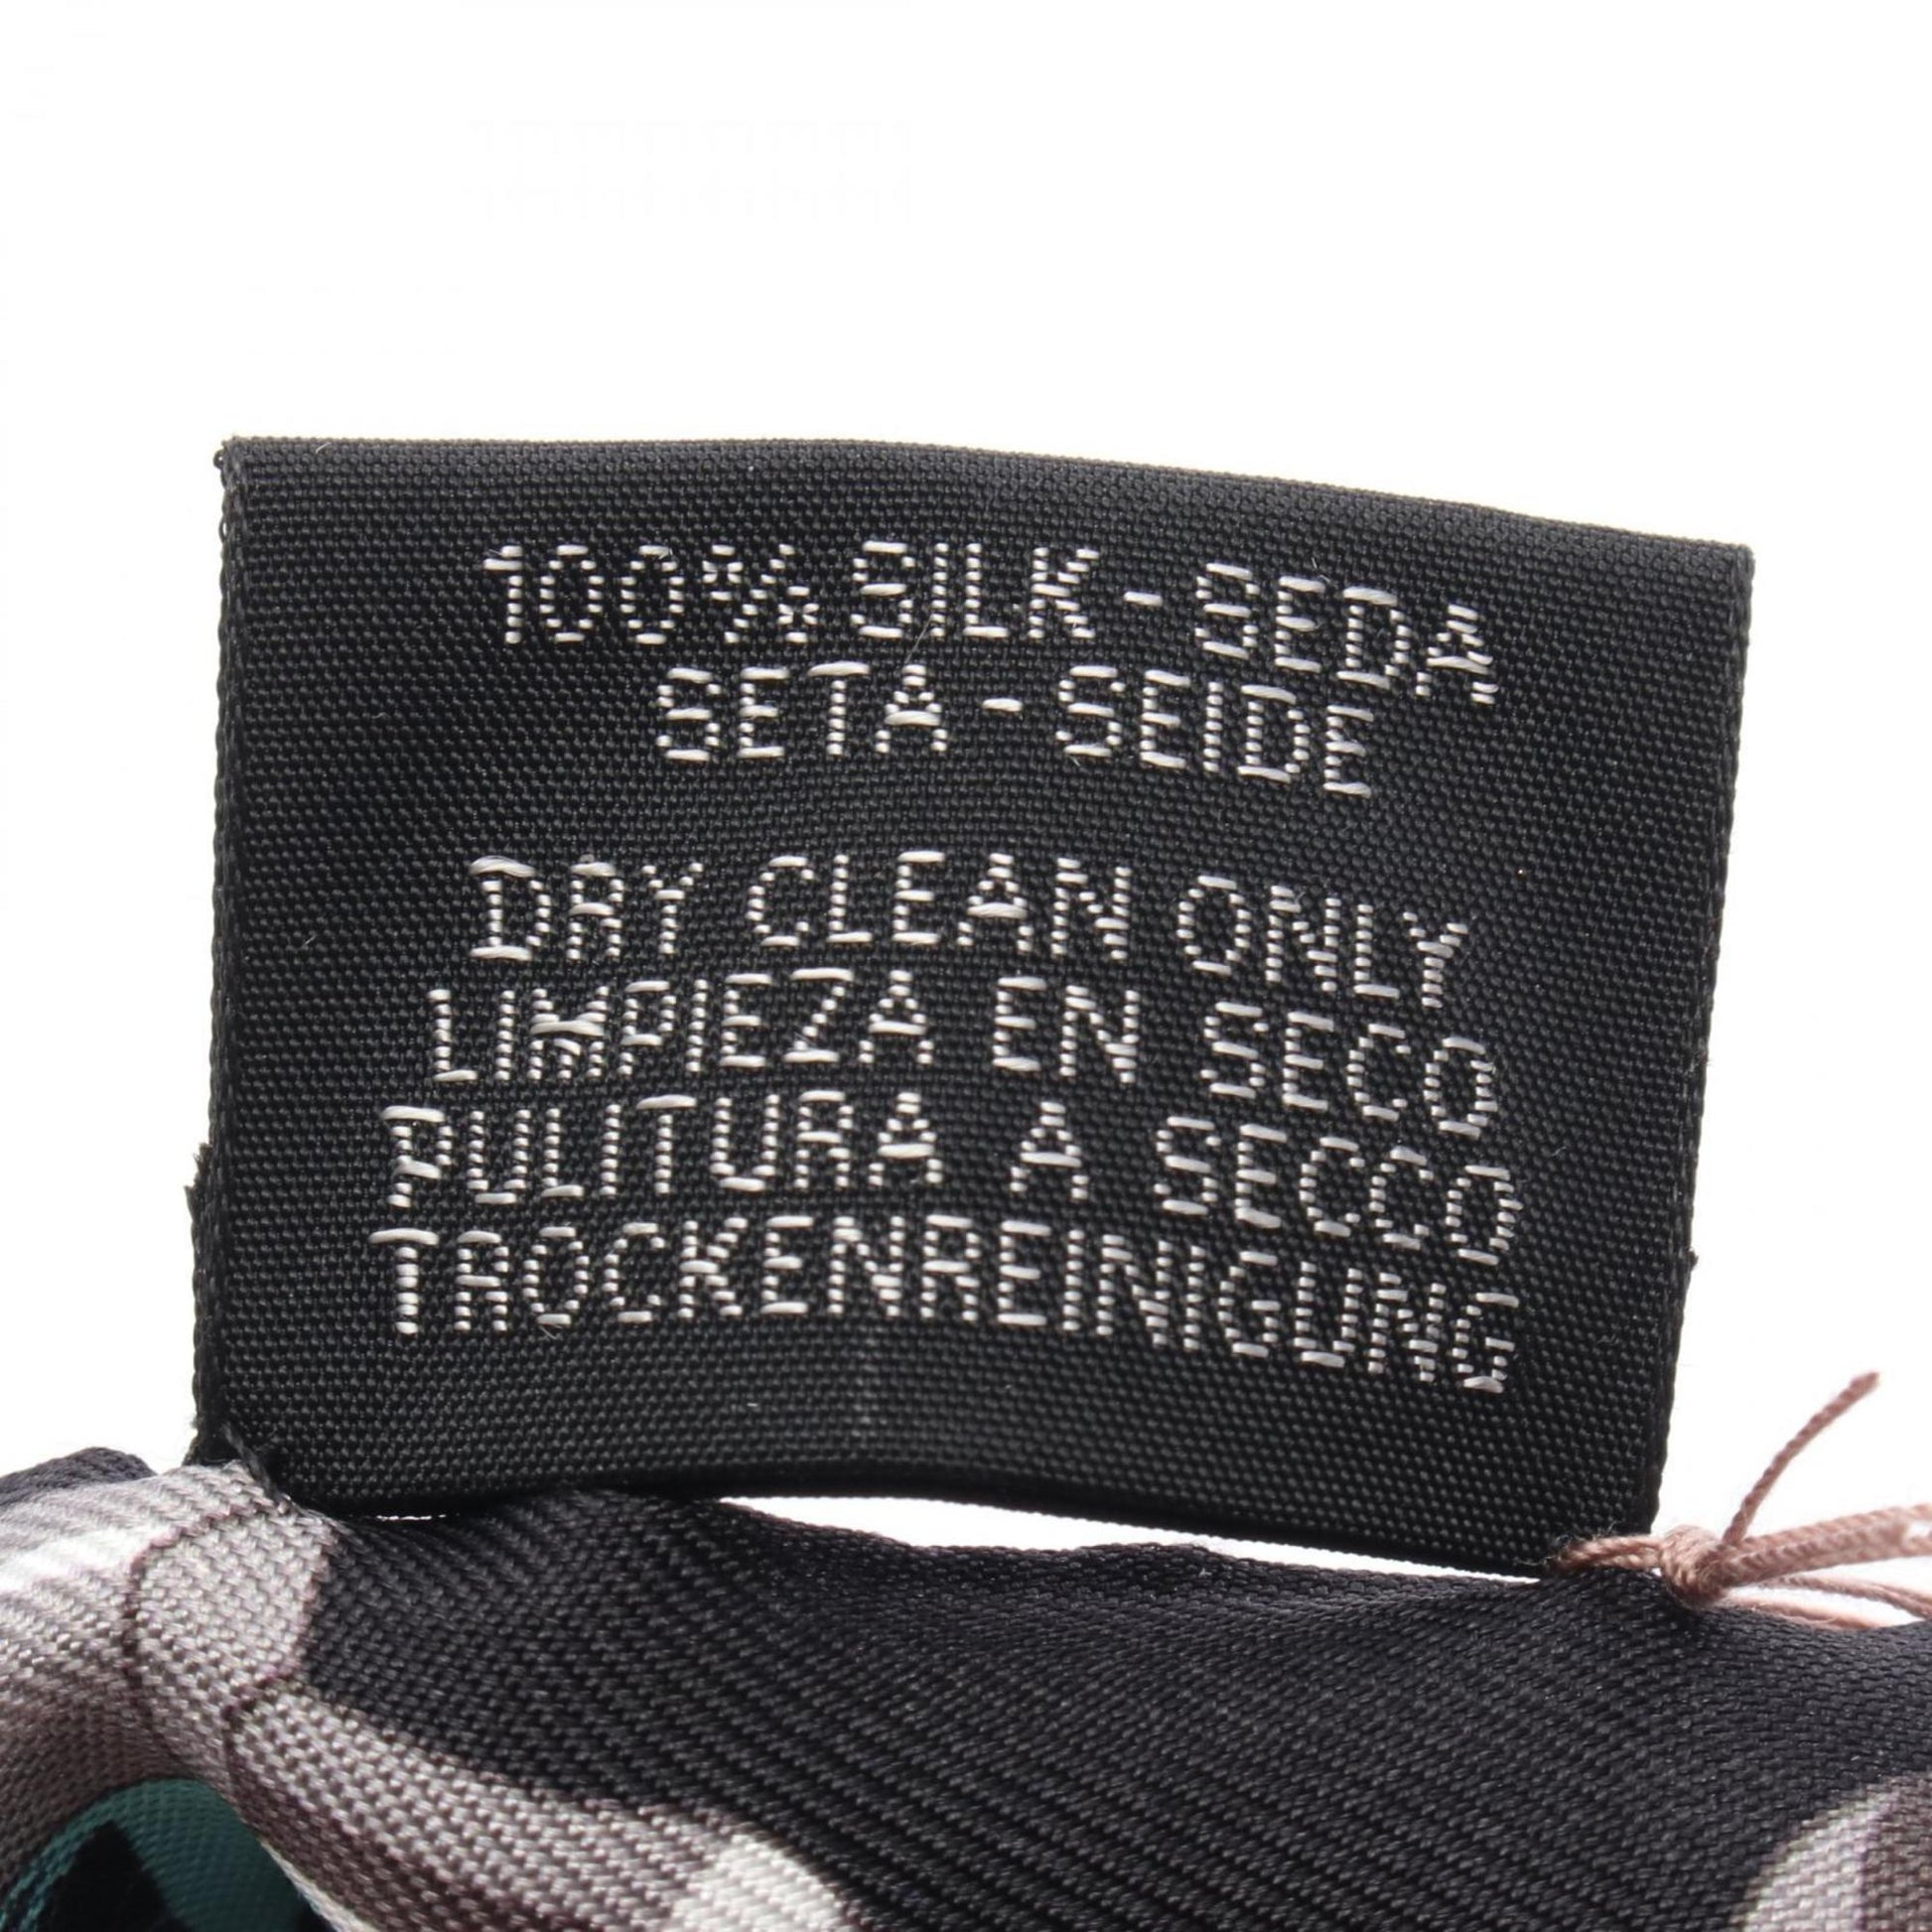 100% SILK - SEDA
SETA - SEIDE
DRY CLEAN ONLY
LIMPIEZA EN SECO
PULITURA A SECCO
TROCKENREINIGUNG